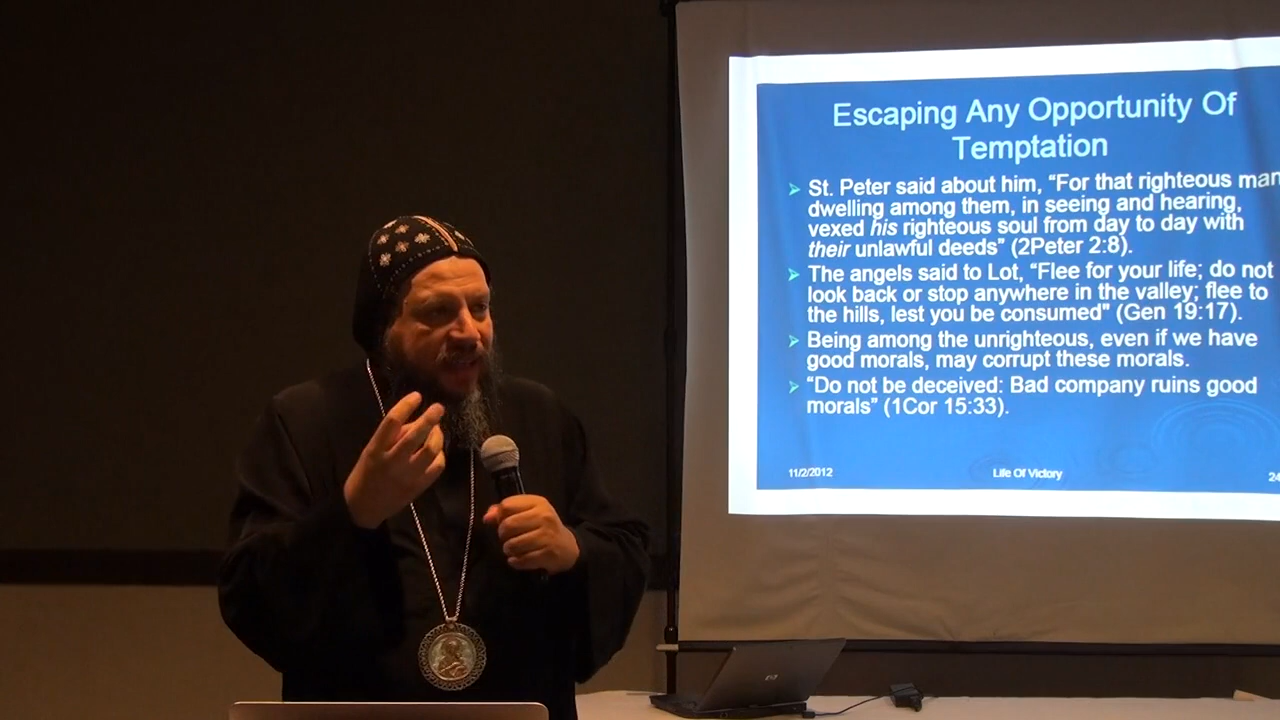 Escaping Any Opportunity Of
Temptation
St. Peter said about him, “For that righteous man
dwelling among them, in seeing and hearing,
vexed his righteous soul from day to day with
their unlawful deeds” (2Peter 2:8).
The angels said to Lot, “Flee for your life; do not
look back or stop anywhere in the valley; flee to
the hills, lest you be consumed” (Gen 19:17).
Being among the unrighteous, even if we have
good morals, may corrupt these morals.
“Do not be deceived: Bad company ruins good
morals” (1Cor 15:33).
11/2/2012 Life Of Victory 24
hp